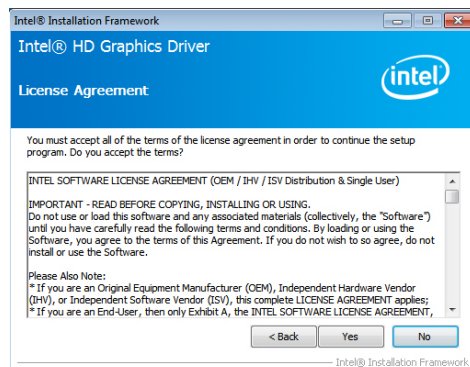 Intel® Installation Framework
Intel® HD Graphics Driver
intel
License Agreement
You must accept all of the terms of the license agreement in order to continue the setup
program. Do you accept the terms?
INTEL SOFTWARE LICENSE AGREEMENT (OEM / IHV / ISV Distribution & Single User)
IMPORTANT - READ BEFORE COPYING, INSTALLING OR USING.
Do not use or load this software and any associated materials (collectively, the "Software")
until you have carefully read the following terms and conditions. By loading or using the
Software, you agree to the terms of this Agreement. If you do not wish to so agree, do not
install or use the Software.
Please Also Note:
* If you are an Original Equipment Manufacturer (OEM), Independent Hardware Vendor
(IHV), or Independent Software Vendor (ISV), this complete LICENSE AGREEMENT applies;
* If you are an End-User, then only Exhibit A, the INTEL SOFTWARE LICENSE AGREEMENT,
< Back Yes No
Intel® Installation Framework